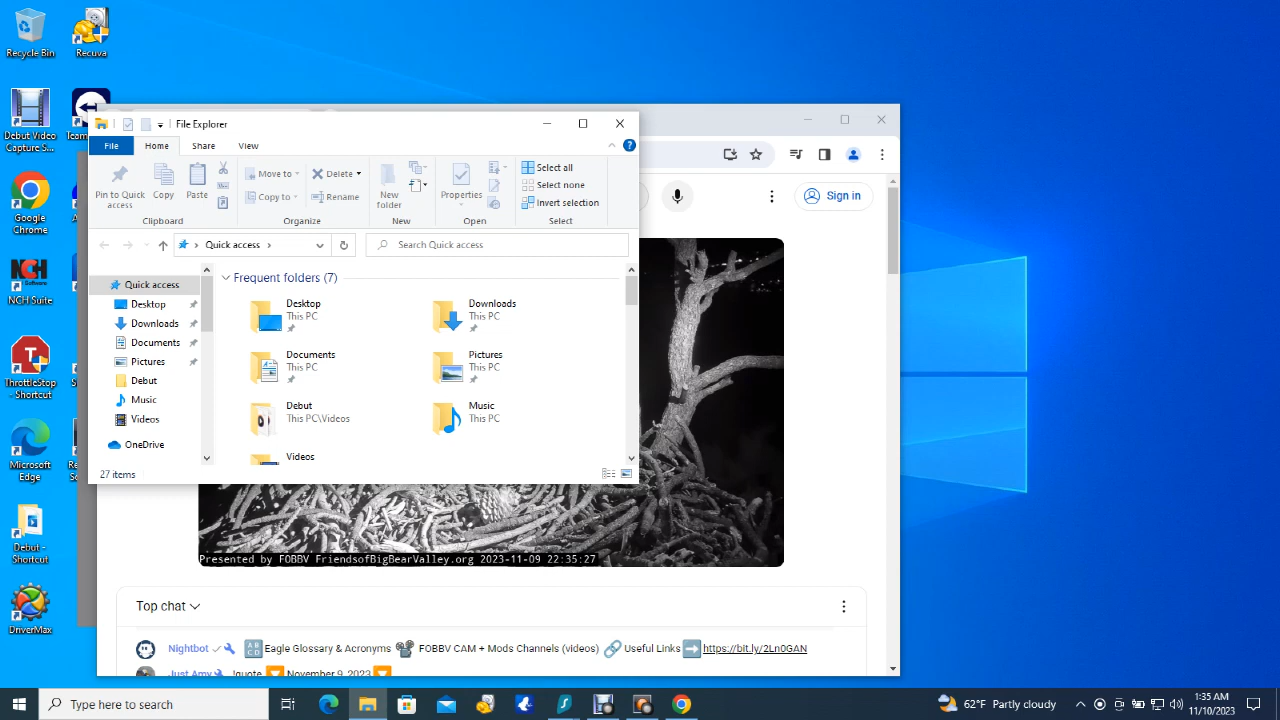 Recycle Bin
Recuva
Debut Video
Capture S...
Team
Google
Chrome
NCH Suite
ThrottleStop
- Shortcut
Microsoft
Edge
Debut -
Shortcut
DriverMax
File Explorer
File
Home
Share
View
Pin to Quick
access
Copy
Paste
Clipboard
Move to
Copy to
Delete
Rename
Organize
New
folder
New
Properties
Open
Select all
Select none
Invert selection
Select
Quick access
Search Quick access
Quick access
Desktop
Downloads
Documents
Pictures
Debut
Music
Videos
OneDrive
Frequent folders (7)
Desktop
This PC
Downloads
This PC
Documents
This PC
Pictures
This PC
Debut
This PC\Videos
Music
This PC
Videos
27 items
Sign in
Presented by FOBBV FriendsofBigBearValley.org 2023-11-09 22:35:27
Top chat
Nightbot Eagle Glossary & Acronyms FOBBV CAM + Mods Channels (videos) Useful Links https://bit.ly/2Ln0GAN
Just Amy !quote November 9, 2023
Type here to search
62°F Partly cloudy
1:35 AM
11/10/2023